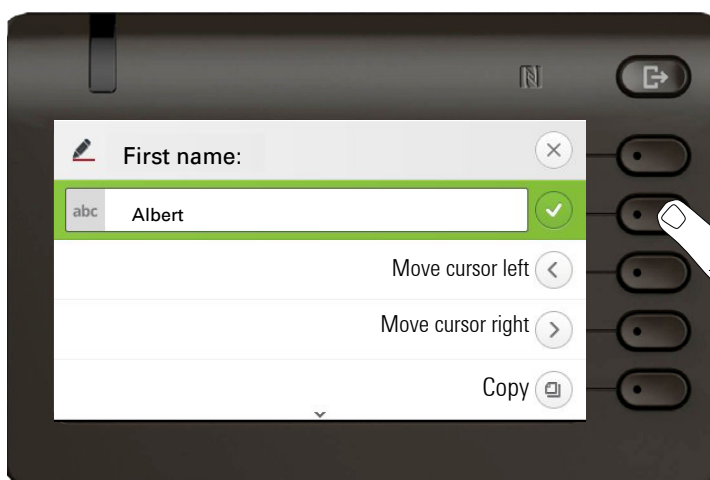 First name:
abc Albert
Move cursor left
Move cursor right
Copy